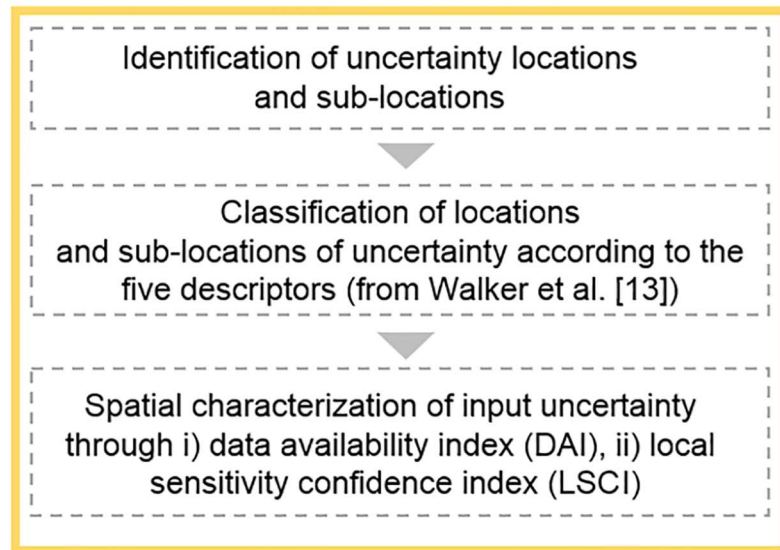 Identification of uncertainty locations
and sub-locations
Classification of locations
and sub-locations of uncertainty according to the
five descriptors (from Walker et al. [13])
Spatial characterization of input uncertainty
through i) data availability index (DAI), ii) local
sensitivity confidence index (LSCI)